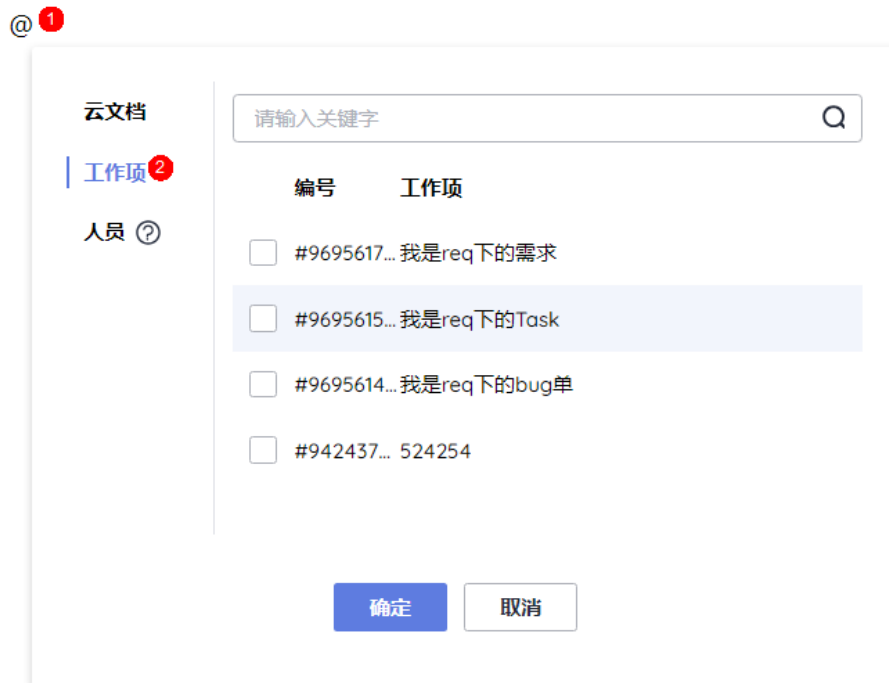 @ 1
云文档
请输入关键字
工作项 2
编号 工作项
人员 ?
#9695617... 我是req下的需求
#9695615... 我是req下的Task
#9695614... 我是req下的bug单
#942437... 524254
确定 取消